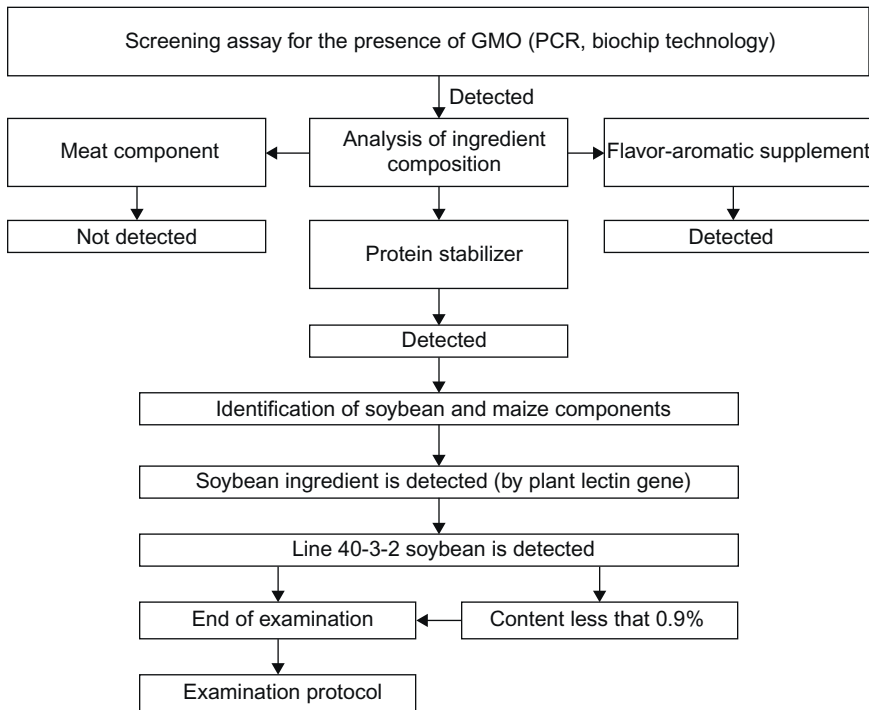 Screening assay for the presence of GMO (PCR, biochip technology)
Detected
Meat component
Analysis of ingredient
composition
Flavor-aromatic supplement
Not detected
Protein stabilizer
Detected
Detected
Identification of soybean and maize components
Soybean ingredient is detected (by plant lectin gene)
Line 40-3-2 soybean is detected
End of examination
Content less that 0.9%
Examination protocol